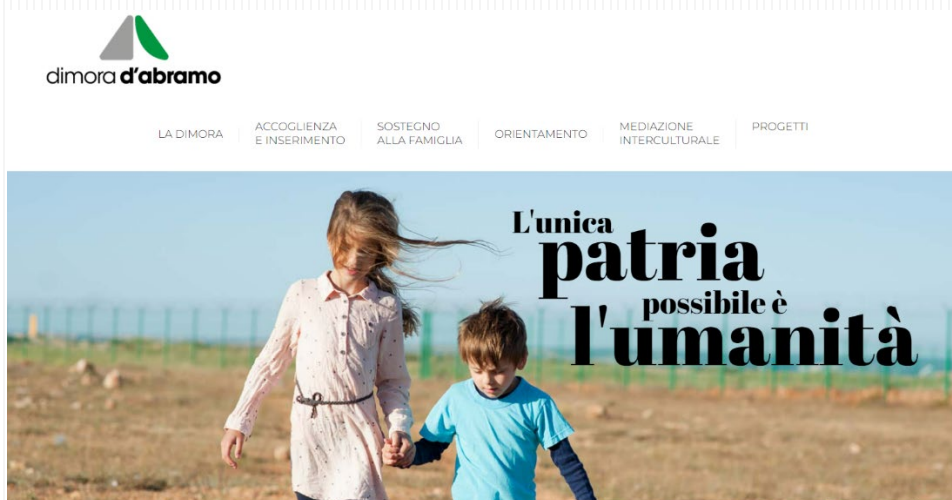 dimora d'abramo
LA DIMORA
ACCOGLIENZA
E INSERIMENTO
SOSTEGNO
ALLA FAMIGLIA
ORIENTAMENTO
MEDIAZIONE
INTERCULTURALE
PROGETTI
L'unica
patria
possibile è
l'umanità